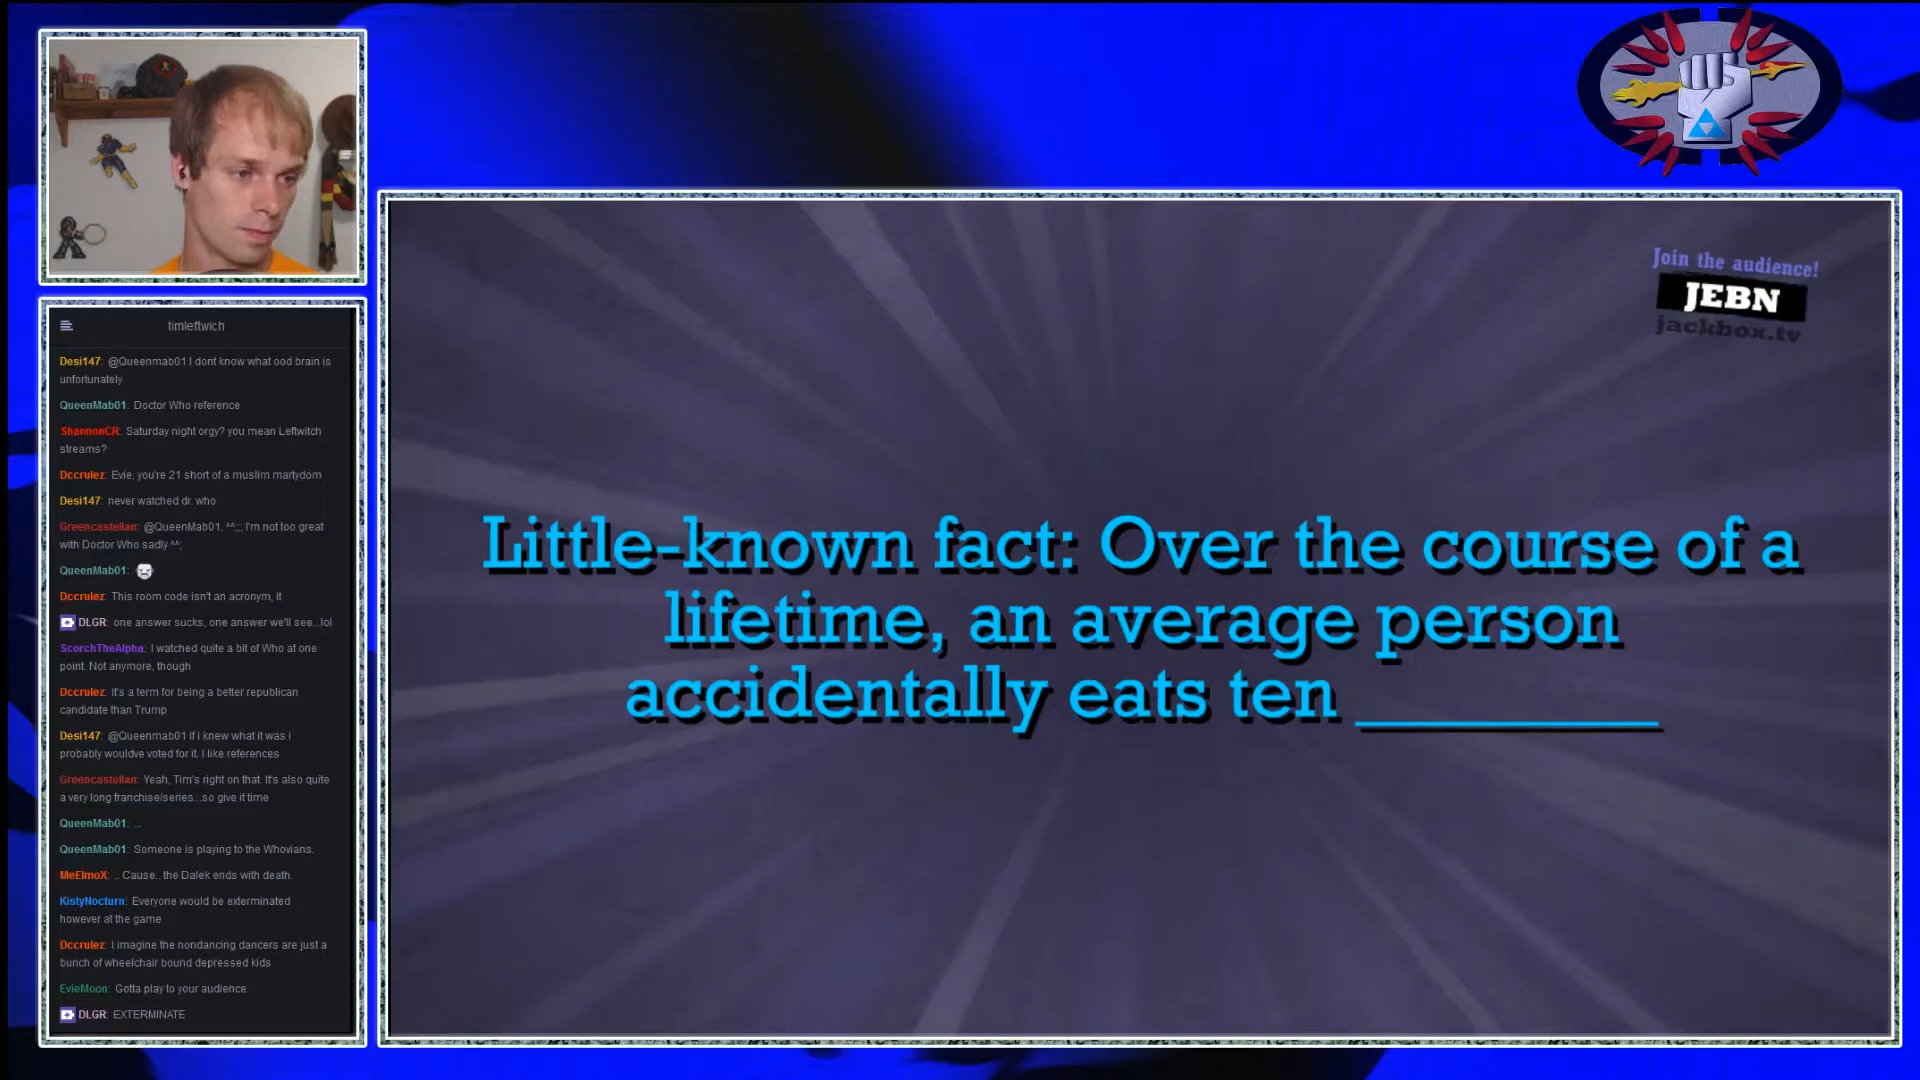 timleftwich
Desi147: @Queenmab01 I dont know what ood brain is
unfortunately
QueenMab01: Doctor Who reference
ShannonCR: Saturday night orgy? you mean Leftwitch
streams?
Dccrulez: Evie, you're 21 short of a muslim martydom
Desi147: never watched dr. who
Greencastellan: @QueenMab01, ^^;;; I'm not too great
with Doctor Who sadly ^^;
QueenMab01:
Dccrulez: This room code isn't an acronym, it
DLGR: one answer sucks, one answer we'll see...lol
ScorchTheAlpha: I watched quite a bit of Who at one
point. Not anymore, though
Dccrulez: it's a term for being a better republican
candidate than Trump
Desi147: @Queenmab01 if i knew what it was i
probably wouldve voted for it. I like references
Greencastellan: Yeah, Tim's right on that. It's also quite
a very long franchise/series...so give it time
QueenMab01: ...
QueenMab01: Someone is playing to the Whovians.
MeElmoX: .. Cause.. the Dalek ends with death.
KistyNocturn: Everyone would be exterminated
however at the game
Dccrulez: I imagine the nondancing dancers are just a
bunch of wheelchair bound depressed kids
EvieMoon: Gotta play to your audience.
DLGR: EXTERMINATE
Join the audience!
JEBN
jackbox.tv
Little-known fact: Over the course of a
lifetime, an average person
accidentally eats ten __________